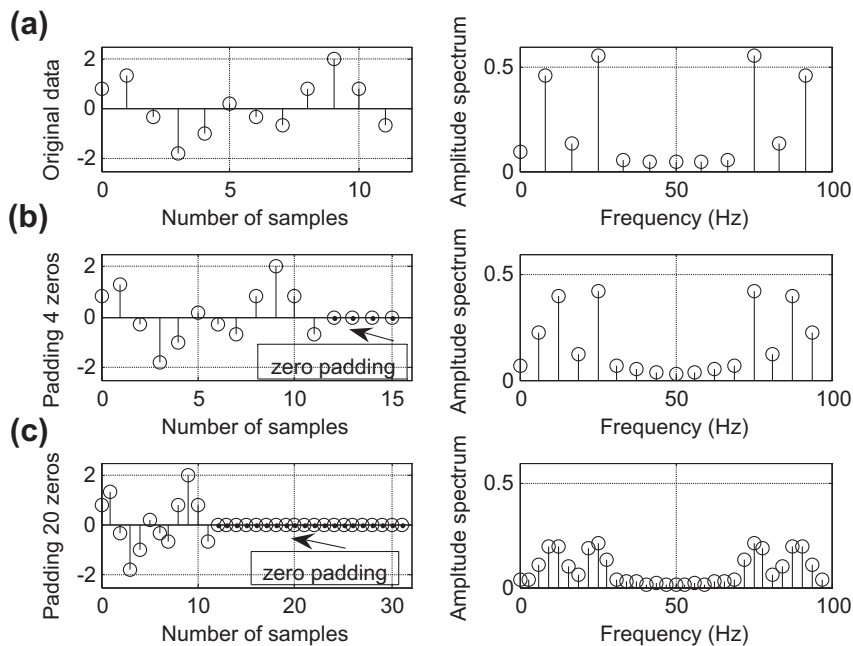 (a)
Original data
2
0
-2
0 5 10
Number of samples
Amplitude spectrum
0.5
0
0 50 100
Frequency (Hz)
(b)
Padding 4 zeros
2
0
-2
zero padding
0 5 10 15
Number of samples
Ampltude spectrum
0.5
0
0 50 100
Frequency (Hz)
(c)
Padding 20 zeros
2
0
-2
zero padding
0 10 20 30
Number of samples
Amplitude spectrum
0.5
0
0 50 100
Frequency (Hz)